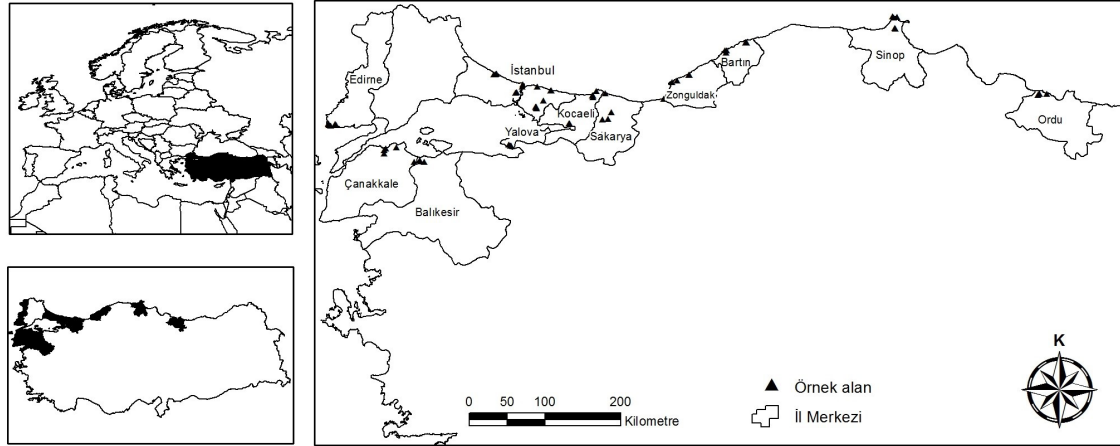 İstanbul
Edirne
Bartın
Sinop
Zonguldak
Kocaeli
Yalova
Sakarya
Ordu
Çanakkale
Balıkesir
K
Örnek alan
İl Merkezi
0 50 100 200
Kilometre